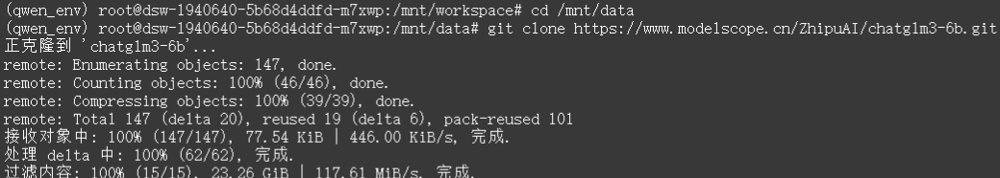 (qwen_env) root@dsw-1940640-5b68d4ddfd-m7xwp:/mnt/workspace# cd /mnt/data
(qwen_env) root@dsw-1940640-5b68d4ddfd-m7xwp:/mnt/data# git clone https://www.modelscope.cn/ZhipuAI/chatglm3-6b.git
正克隆到 'chatglm3-6b'...
remote: Enumerating objects: 147, done.
remote: Counting objects: 100% (46/46), done.
remote: Compressing objects: 100% (39/39), done.
remote: Total 147 (delta 20), reused 19 (delta 6), pack-reused 101
接收对象中: 100% (147/147), 77.54 KiB | 446.00 KiB/s, 完成.
处理 delta 中: 100% (62/62), 完成.
过滤内容: 100% (15/15), 23.26 GiB | 117.61 MiB/s, 完成.